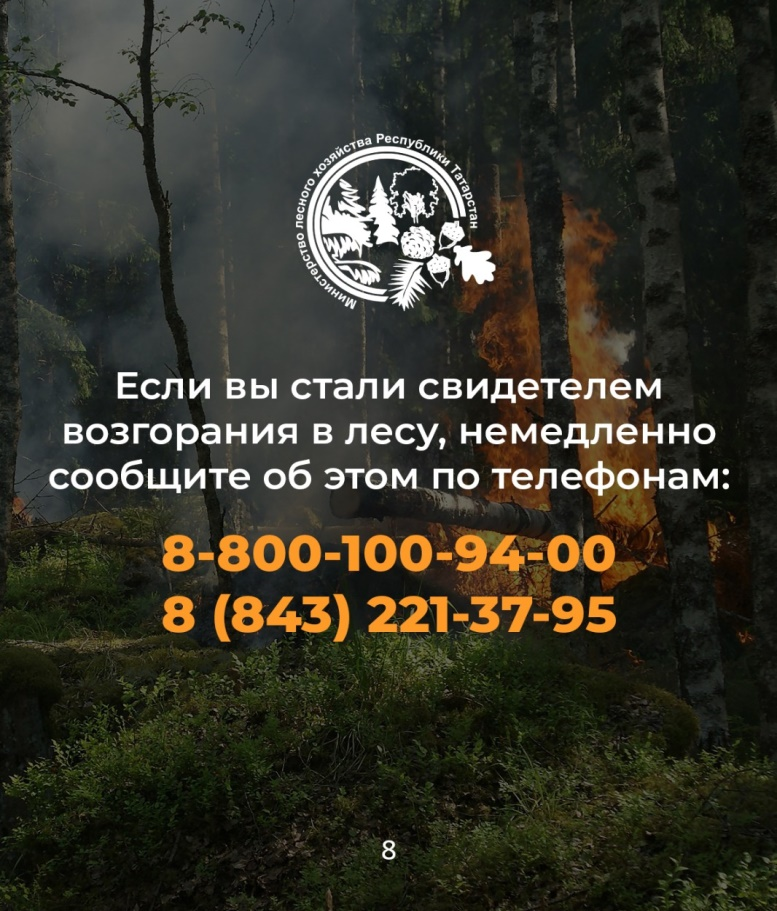 Министерство лесного хозяйства Республики Татарстан
Если вы стали свидетелем
возгорания в лесу, немедленно
сообщите об этом по телефонам:
8-800-100-94-00
8 (843) 221-37-95
8